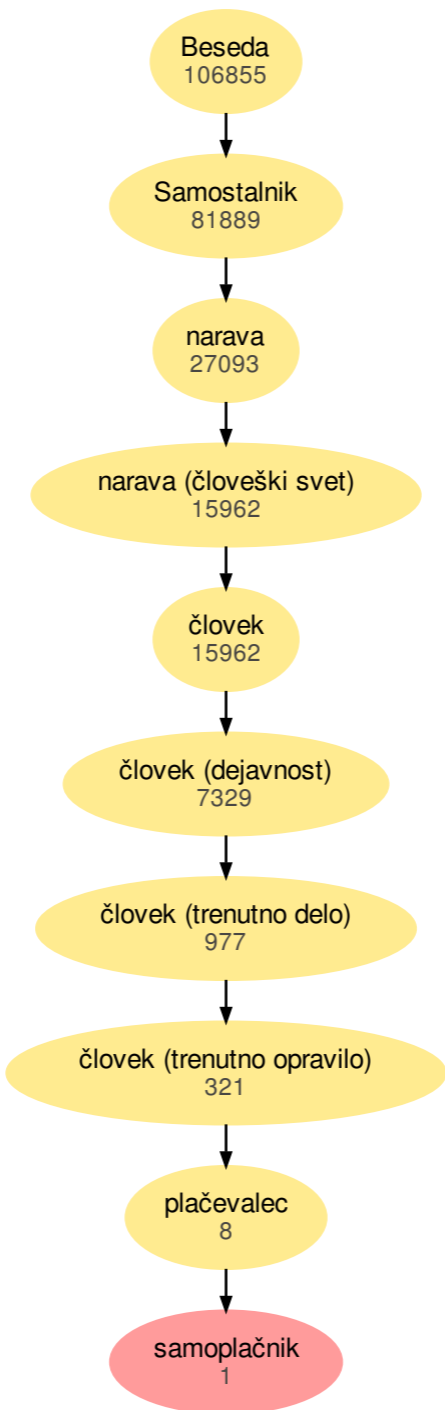 Beseda
106855
Samostalnik
81889
narava
27093
narava (človeški svet)
15962
človek
15962
človek (dejavnost)
7329
človek (trenutno delo)
977
človek (trenutno opravilo)
321
plačevalec
8
samoplačnik
1